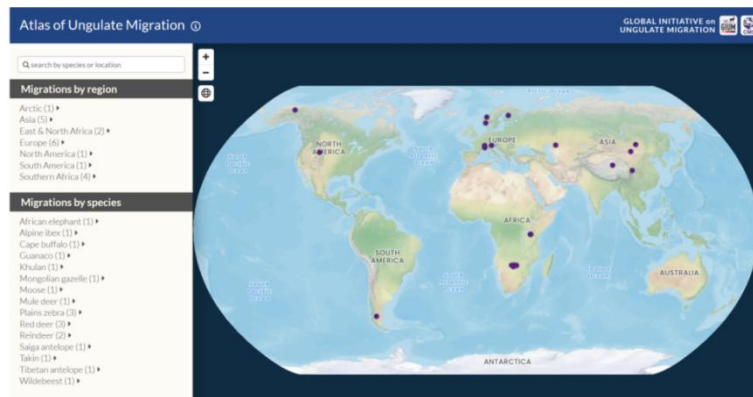 Atlas of Ungulate Migration
GLOBAL INITIATIVE on
UNGULATE MIGRATION
search by species or location
Migrations by region
Arctic (1)
Asia (5)
East & North Africa (2)
Europe (6)
North America (1)
South America (1)
Southern Africa (4)
Migrations by species
African elephant (1)
Alpine ibex (1)
Cape buffalo (1)
Guanaco (1)
Khulan (1)
Mongolian gazelle (1)
Moose (1)
Mule deer (1)
Plains zebra (3)
Red deer (3)
Reindeer (2)
Saiga antelope (1)
Takin (1)
Tibetan antelope (1)
Wildebeest (1)
+
−
NORTH
AMERICA
EUROPE
ASIA
AFRICA
SOUTH
AMERICA
AUSTRALIA
ANTARCTICA